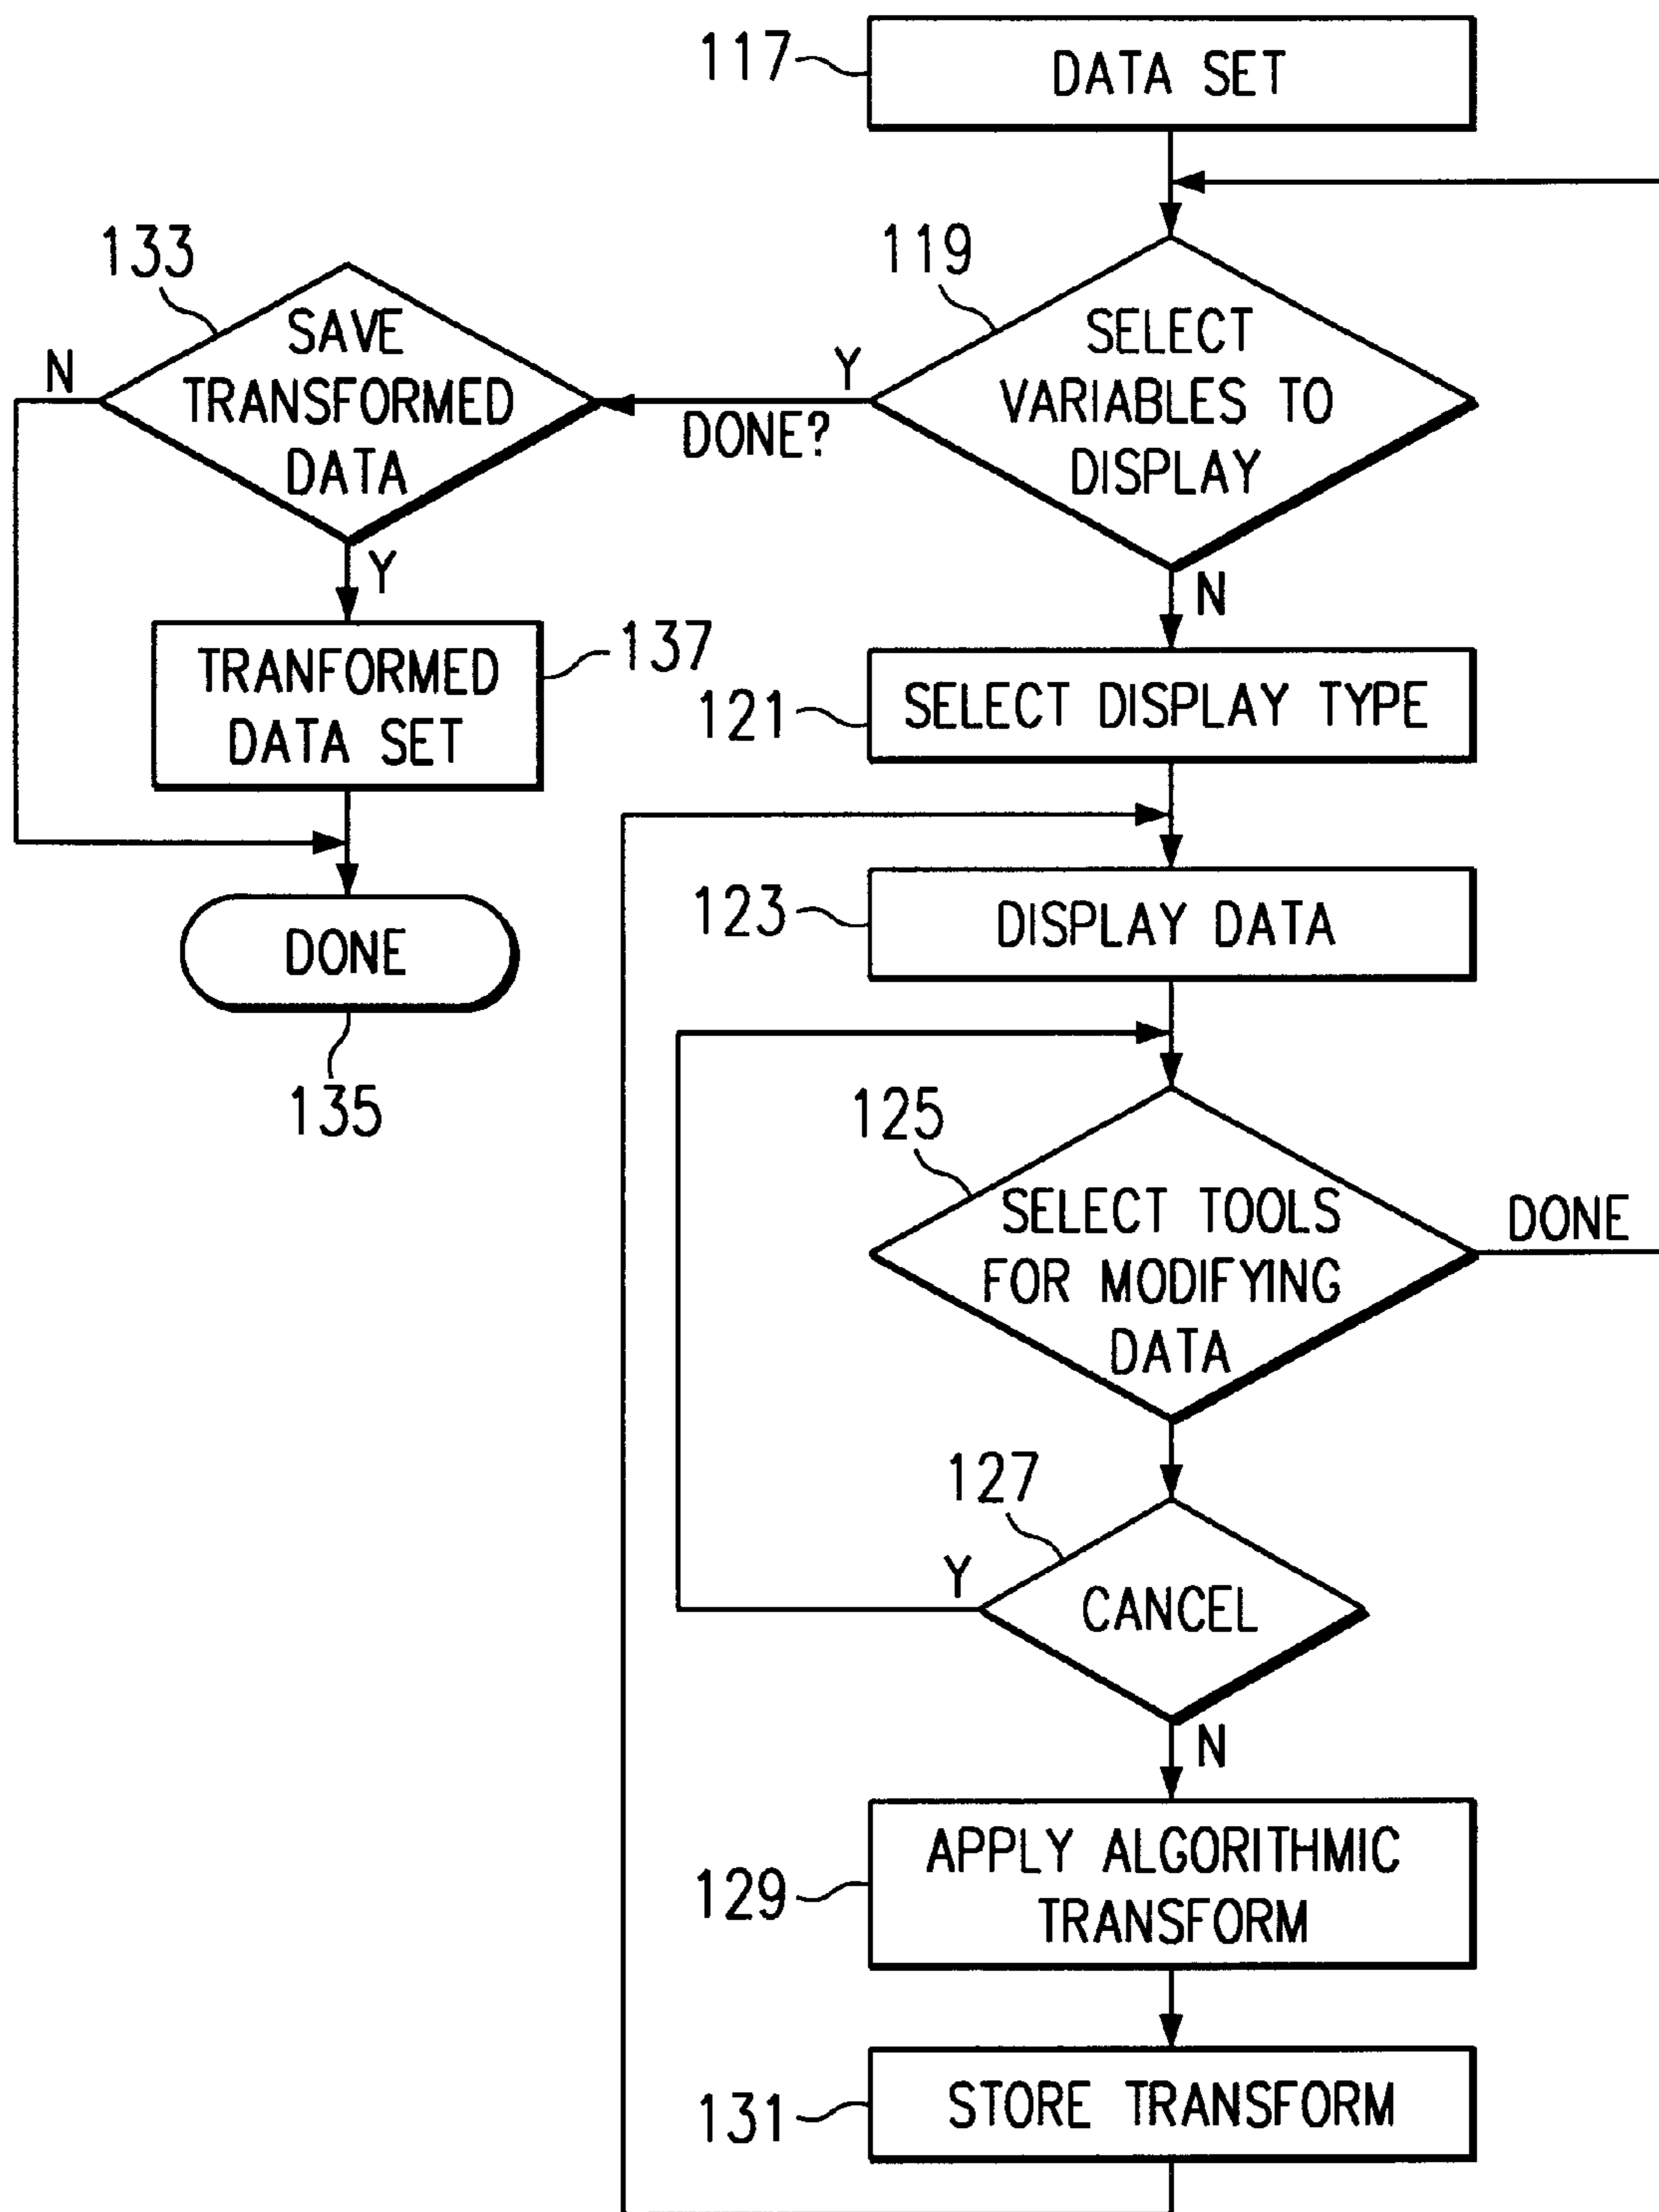 117
DATA SET
133
119
SAVE
TRANSFORMED
DATA
N
Y
DONE?
SELECT
VARIABLES TO
DISPLAY
Y
N
TRANFORMED
DATA SET
137
121
SELECT DISPLAY TYPE
123
DISPLAY DATA
DONE
135
125
SELECT TOOLS
FOR MODIFYING
DATA
DONE
127
Y
CANCEL
N
129
APPLY ALGORITHMIC
TRANSFORM
131
STORE TRANSFORM